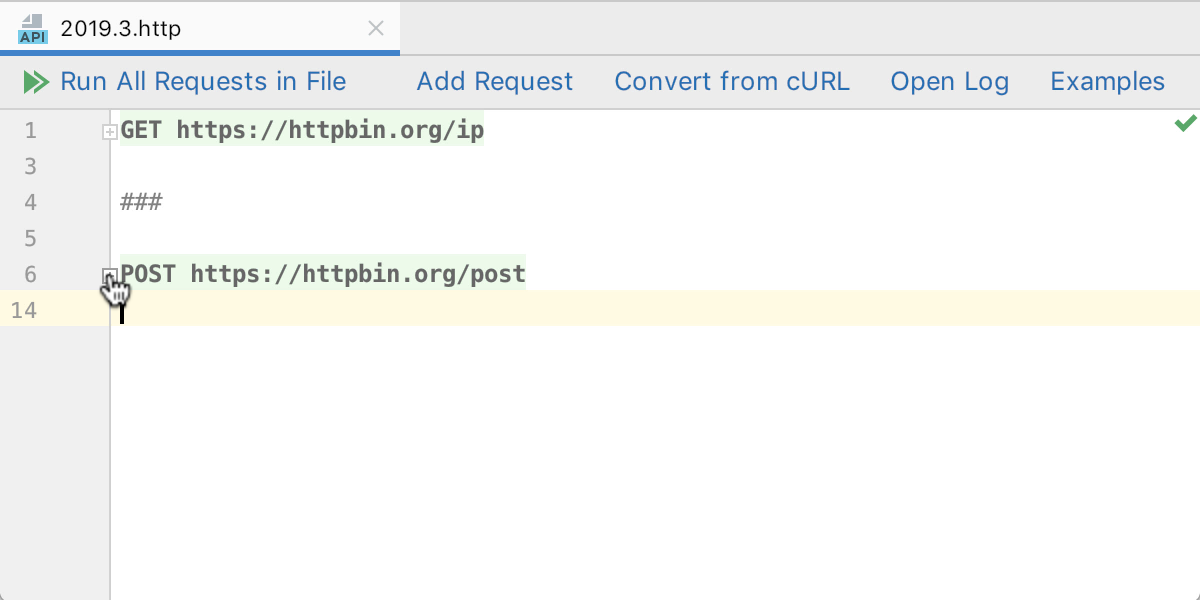 API 2019.3.http
Run All Requests in File Add Request Convert from cURL Open Log Examples
1 GET https://httpbin.org/ip
3
4 ###
5
6 POST https://httpbin.org/post
14